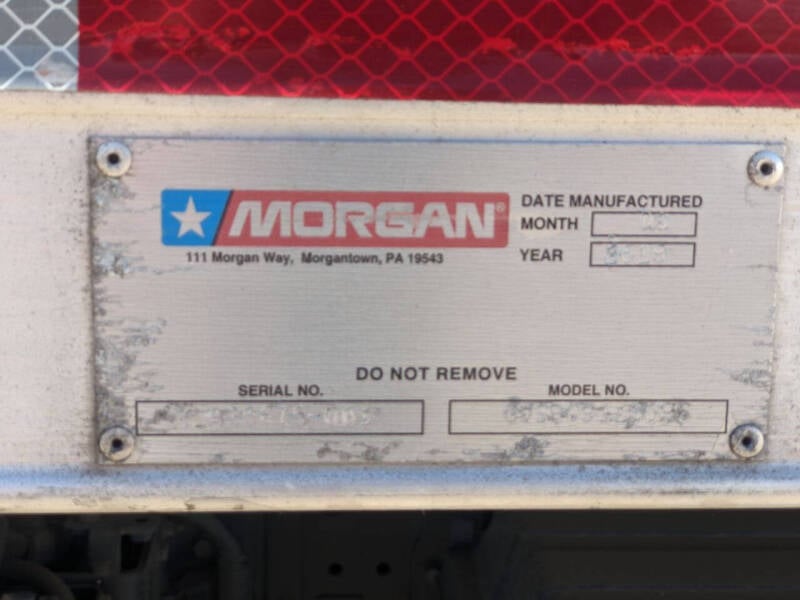 MORGAN®
111 Morgan Way, Morgantown, PA 19543
DATE MANUFACTURED
MONTH
YEAR
DO NOT REMOVE
SERIAL NO.
MODEL NO.